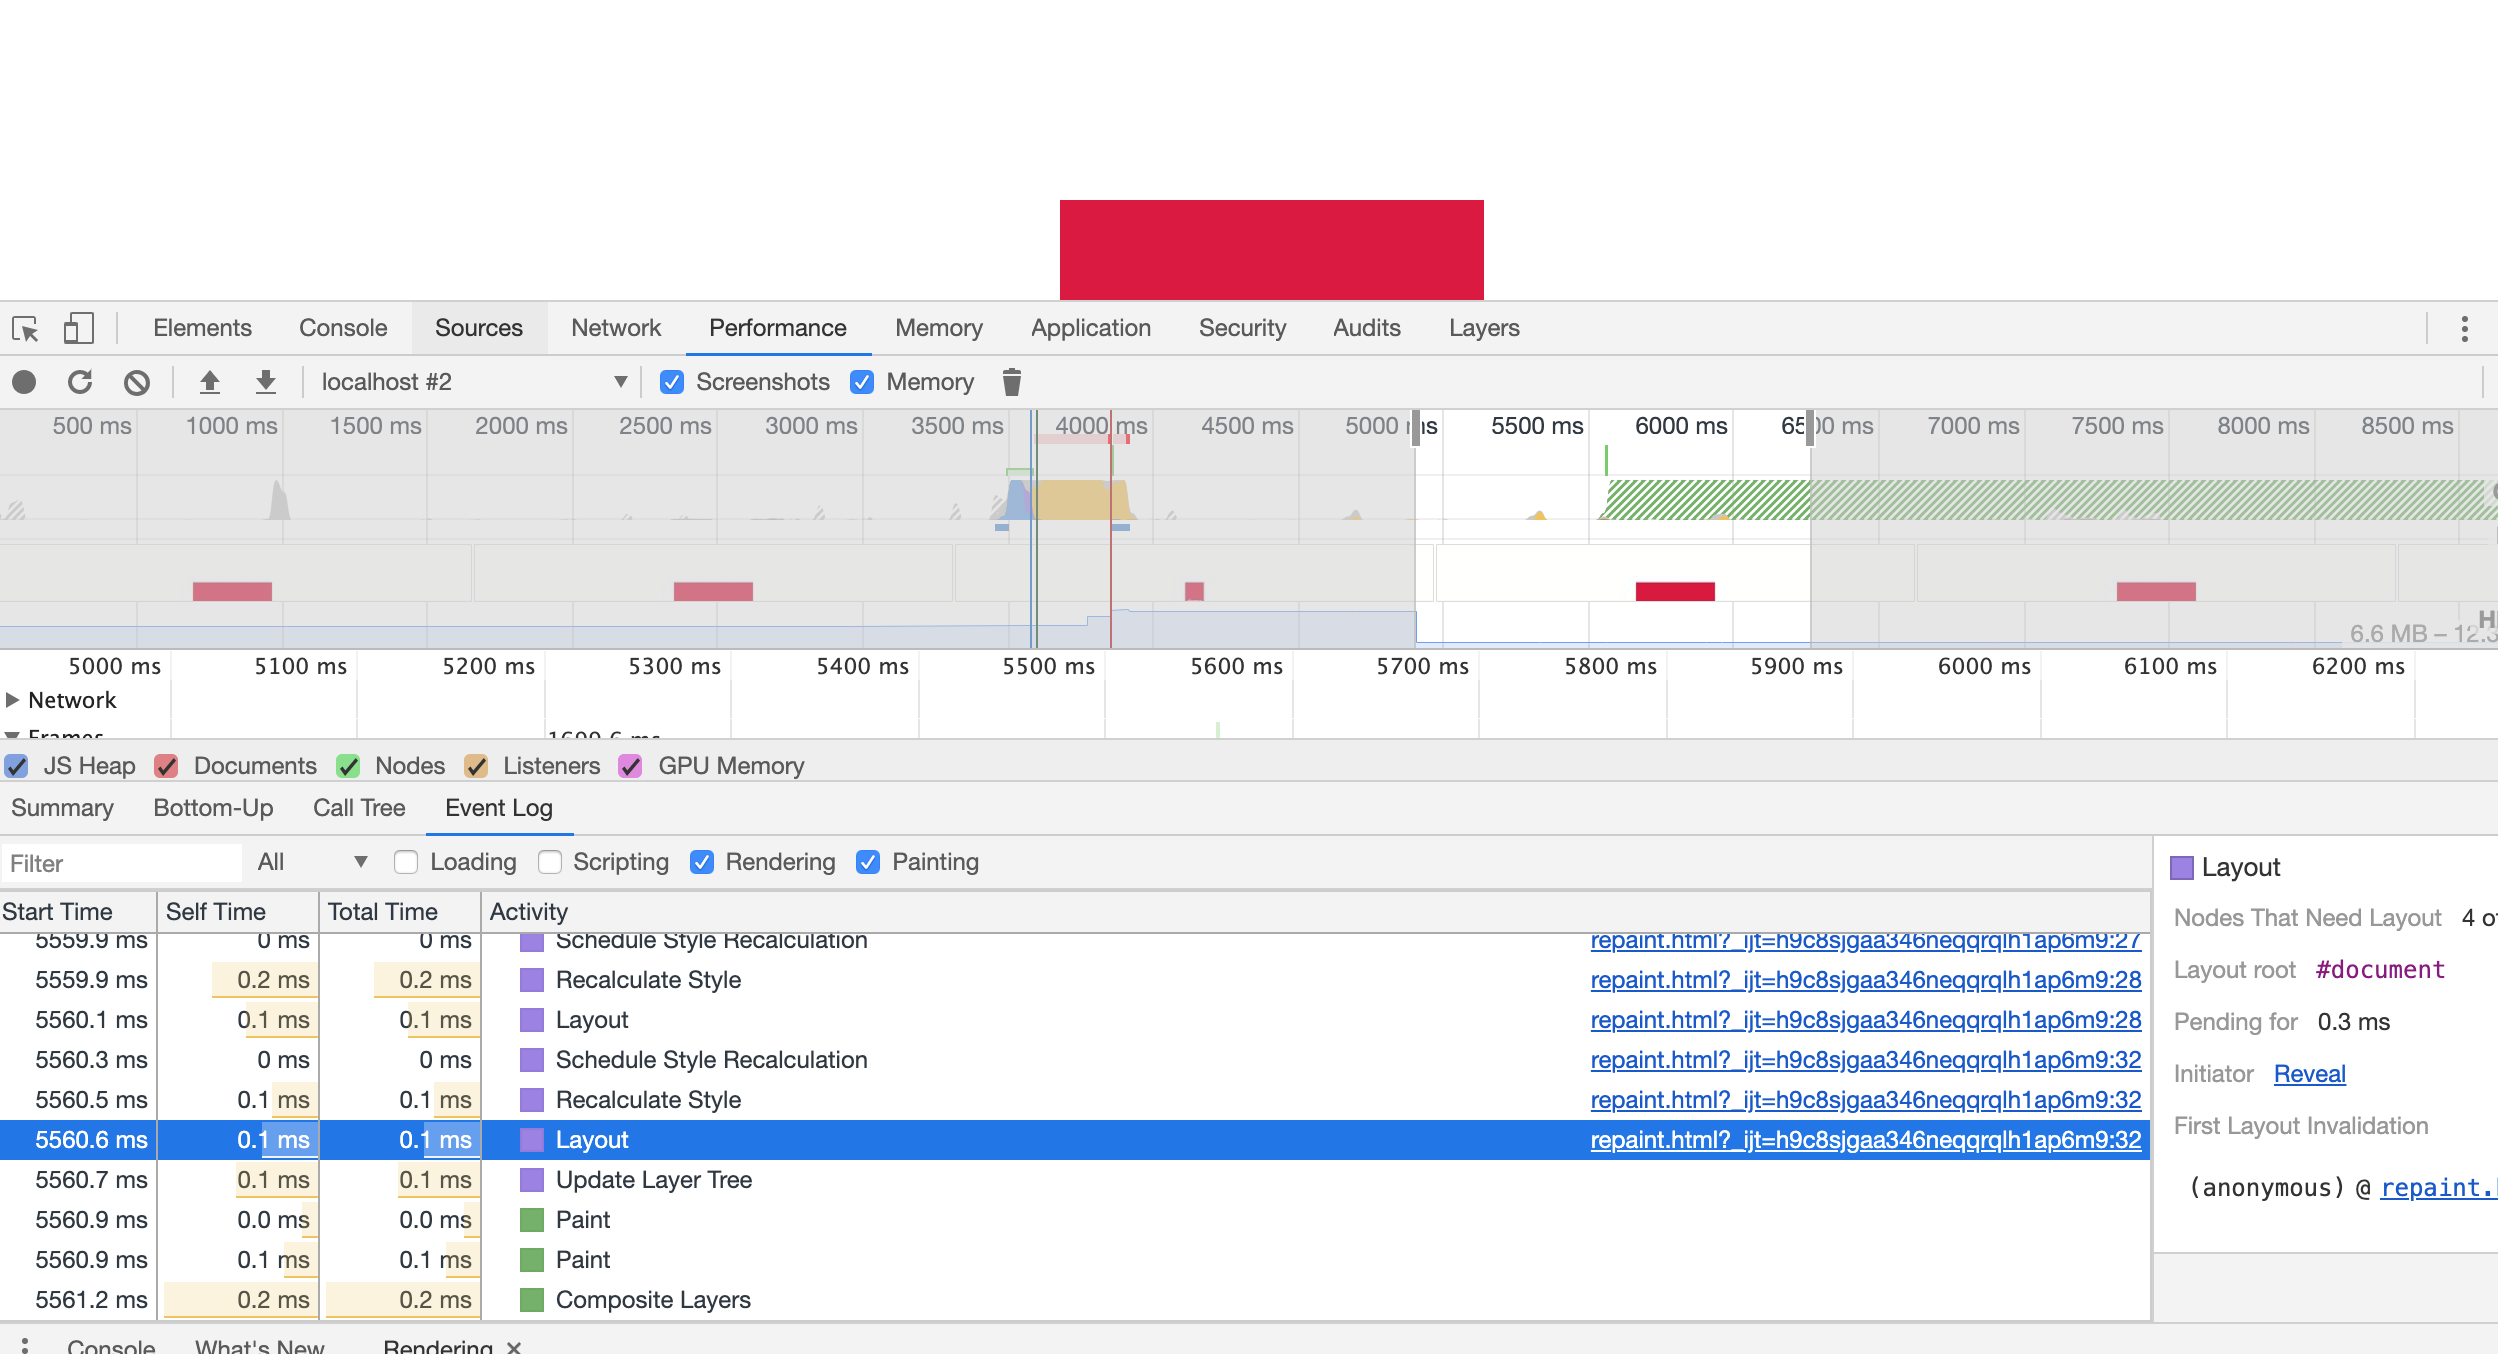 Elements Console Sources Network Performance Memory Application Security Audits Layers
localhost #2 ▼ Screenshots Memory
500 ms 1000 ms 1500 ms 2000 ms 2500 ms 3000 ms 3500 ms 4000 ms 4500 ms 5000 ms 5500 ms 6000 ms 6500 ms 7000 ms 7500 ms 8000 ms 8500 ms
6.6 MB – 12.3
5000 ms 5100 ms 5200 ms 5300 ms 5400 ms 5500 ms 5600 ms 5700 ms 5800 ms 5900 ms 6000 ms 6100 ms 6200 ms
▶ Network
▼ Frames 1699.6 ms
JS Heap Documents Nodes Listeners GPU Memory
Summary Bottom-Up Call Tree Event Log
Filter All ▼ Loading Scripting Rendering Painting
Start Time Self Time Total Time Activity
5559.9 ms 0 ms 0 ms Schedule Style Recalculation repaint.html?_ijt=h9c8sjgaa346neqqrqlh1ap6m9:27
5559.9 ms 0.2 ms 0.2 ms Recalculate Style repaint.html?_ijt=h9c8sjgaa346neqqrqlh1ap6m9:28
5560.1 ms 0.1 ms 0.1 ms Layout repaint.html?_ijt=h9c8sjgaa346neqqrqlh1ap6m9:28
5560.3 ms 0 ms 0 ms Schedule Style Recalculation repaint.html?_ijt=h9c8sjgaa346neqqrqlh1ap6m9:32
5560.5 ms 0.1 ms 0.1 ms Recalculate Style repaint.html?_ijt=h9c8sjgaa346neqqrqlh1ap6m9:32
5560.6 ms 0.1 ms 0.1 ms Layout repaint.html?_ijt=h9c8sjgaa346neqqrqlh1ap6m9:32
5560.7 ms 0.1 ms 0.1 ms Update Layer Tree
5560.9 ms 0.0 ms 0.0 ms Paint
5560.9 ms 0.1 ms 0.1 ms Paint
5561.2 ms 0.2 ms 0.2 ms Composite Layers
Layout
Nodes That Need Layout 4 of
Layout root #document
Pending for 0.3 ms
Initiator Reveal
First Layout Invalidation
(anonymous) @ repaint.
Console What's New Rendering ×